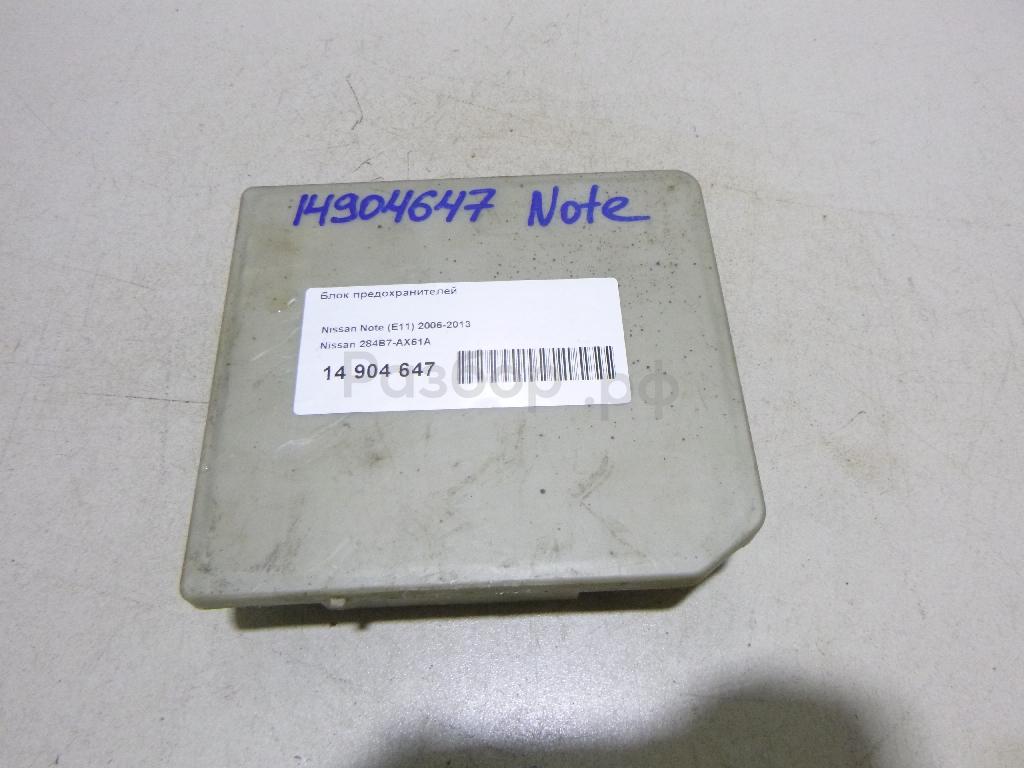 14904647 Note
Блок предохранителей
Nissan Note (E11) 2006-2013
Nissan 284B7-AX61A
14 904 647
Разбор.рф